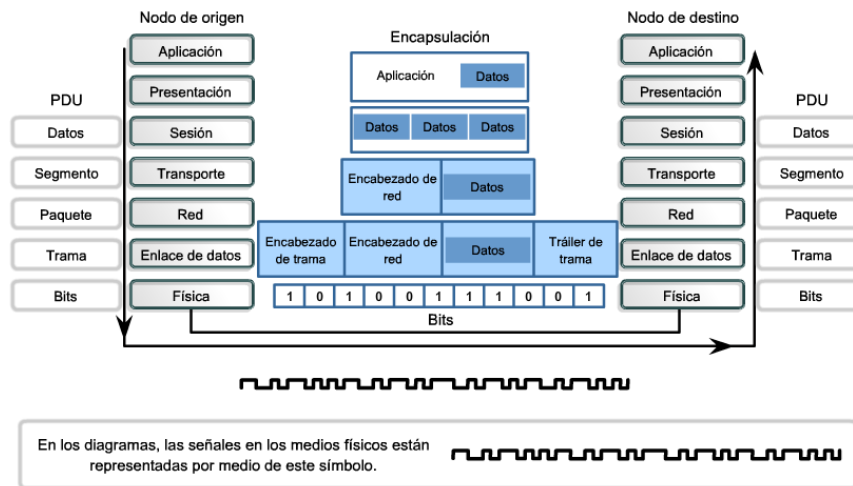 Nodo de origen
Nodo de destino
Encapsulación
Aplicación
Aplicación
Datos
Aplicación
Presentación
Presentación
PDU
PDU
Datos
Sesión
Datos
Datos
Datos
Sesión
Datos
Segmento
Transporte
Encabezado de
red
Datos
Transporte
Segmento
Paquete
Red
Red
Paquete
Trama
Enlace de datos
Encabezado
de trama
Encabezado de
red
Datos
Tráiler de
trama
Enlace de datos
Trama
Bits
Física
1 0 1 0 0 1 1 1 0 0 1
Física
Bits
Bits
En los diagramas, las señales en los medios físicos están
representadas por medio de este símbolo.